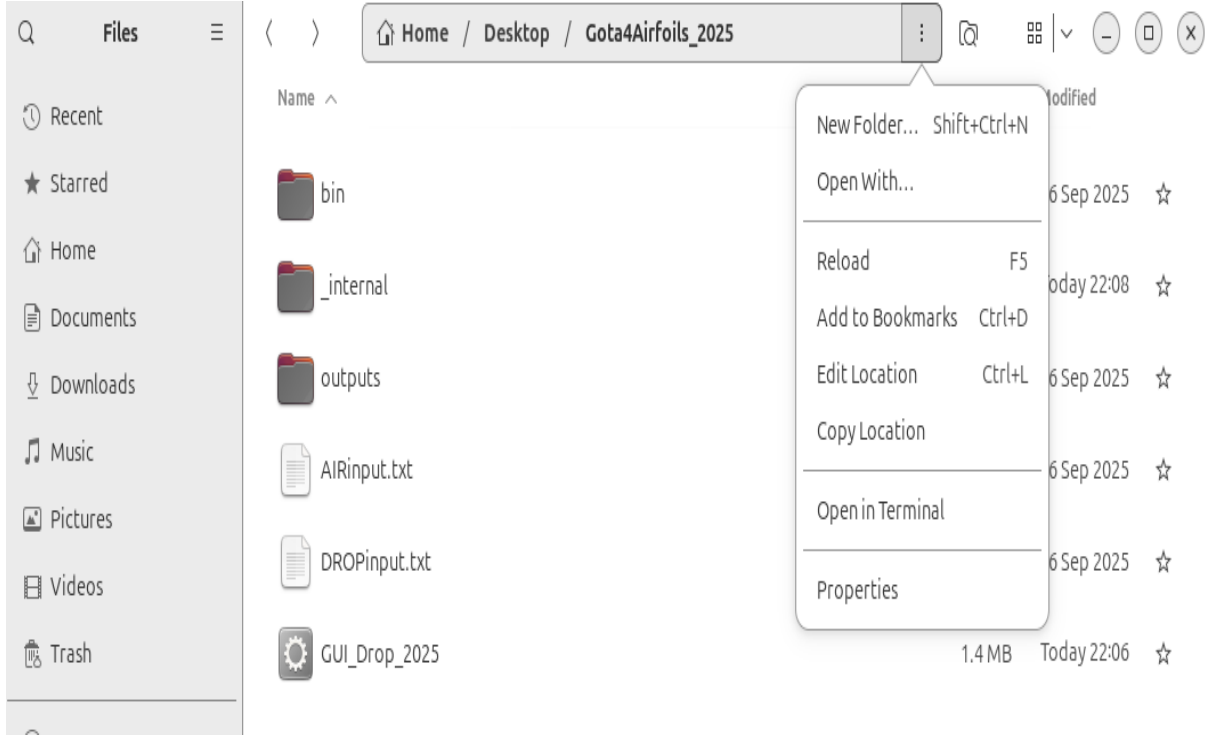 Files
Home / Desktop / Gota4Airfoils_2025
Recent
Starred
Home
Documents
Downloads
Music
Pictures
Videos
Trash
Name
bin 6 Sep 2025
_internal 22:08
outputs 6 Sep 2025
AIRinput.txt 6 Sep 2025
DROPinput.txt 6 Sep 2025
GUI_Drop_2025 1.4 MB Today 22:06
New Folder... Shift+Ctrl+N
Open With...
Reload F5
Add to Bookmarks Ctrl+D
Edit Location Ctrl+L
Copy Location
Open in Terminal
Properties